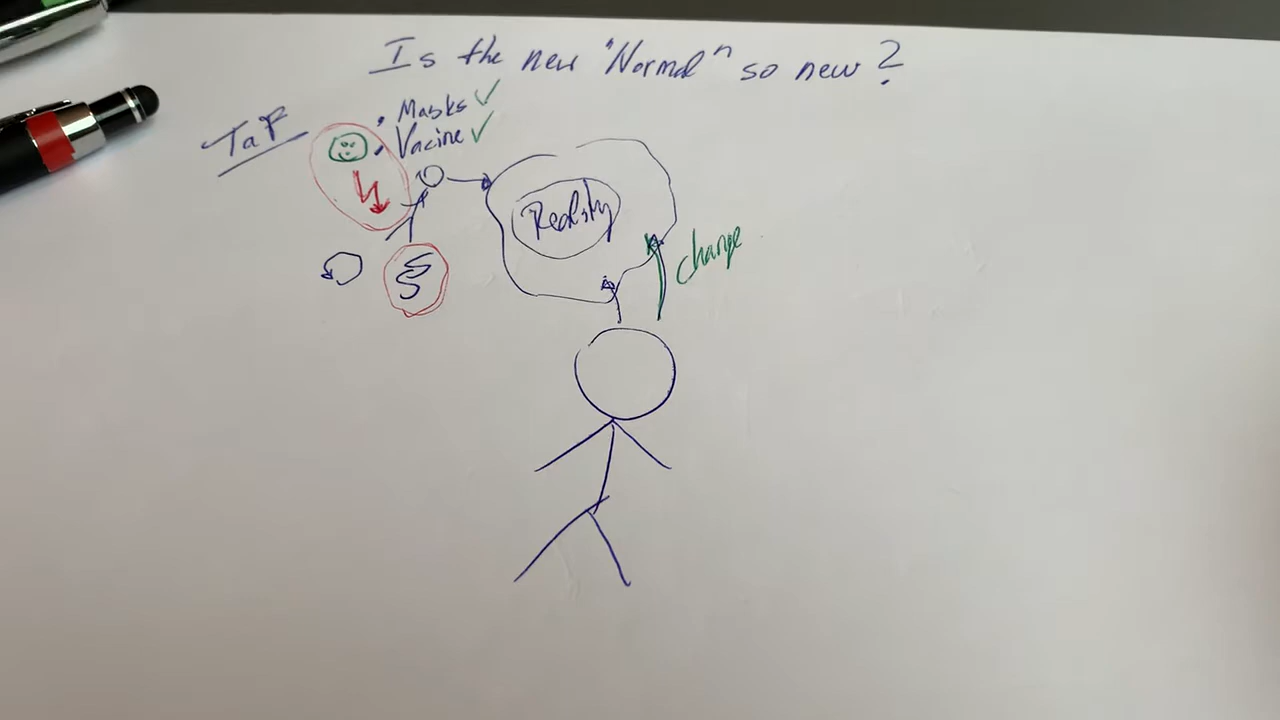 Is the new "Normal" so new?
TaF
• Masks ✓
• Vacine ✓
Reality
change